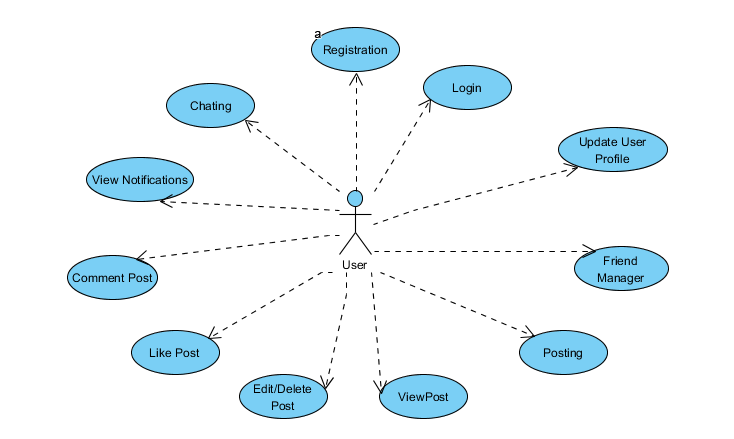 a
Registration
Login
Chating
Update User
Profile
View Notifications
User
Friend
Manager
Comment Post
Like Post
Posting
Edit/Delete
Post
ViewPost